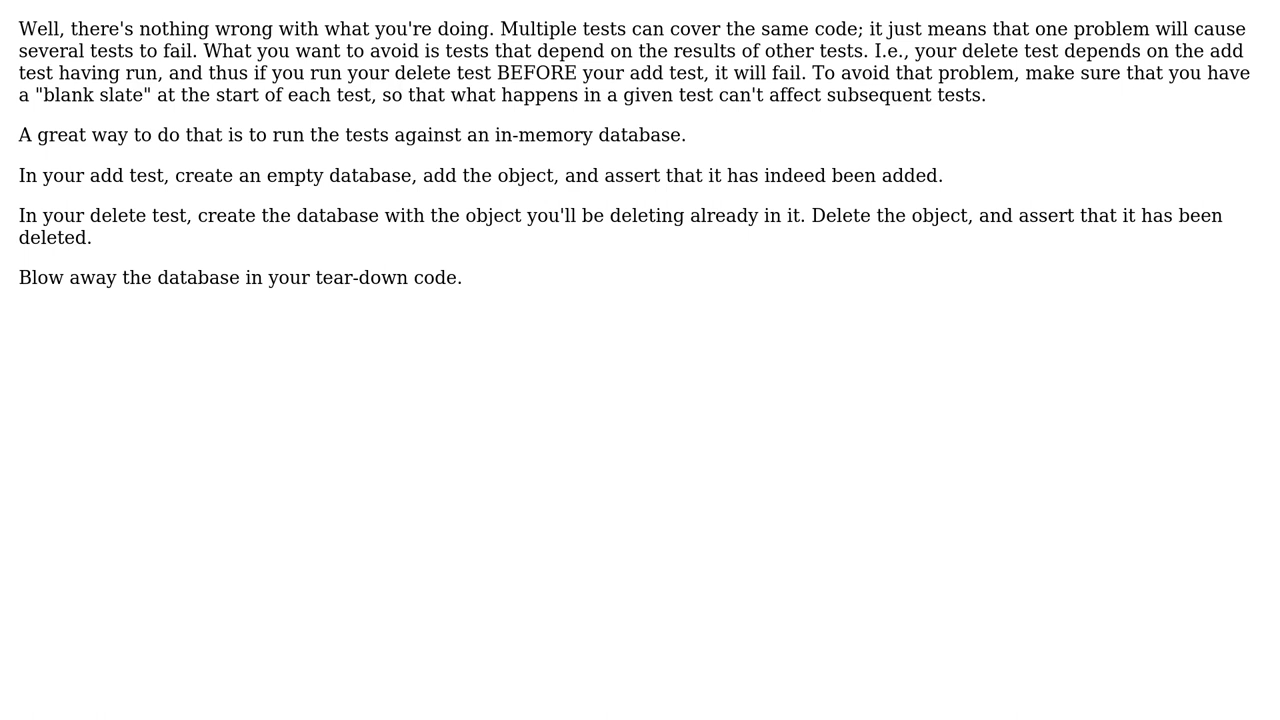 Well, there's nothing wrong with what you're doing. Multiple tests can cover the same code; it just means that one problem will cause
several tests to fail. What you want to avoid is tests that depend on the results of other tests. I.e., your delete test depends on the add
test having run, and thus if you run your delete test BEFORE your add test, it will fail. To avoid that problem, make sure that you have
a "blank slate" at the start of each test, so that what happens in a given test can't affect subsequent tests.
A great way to do that is to run the tests against an in-memory database.
In your add test, create an empty database, add the object, and assert that it has indeed been added.
In your delete test, create the database with the object you'll be deleting already in it. Delete the object, and assert that it has been
deleted.
Blow away the database in your tear-down code.